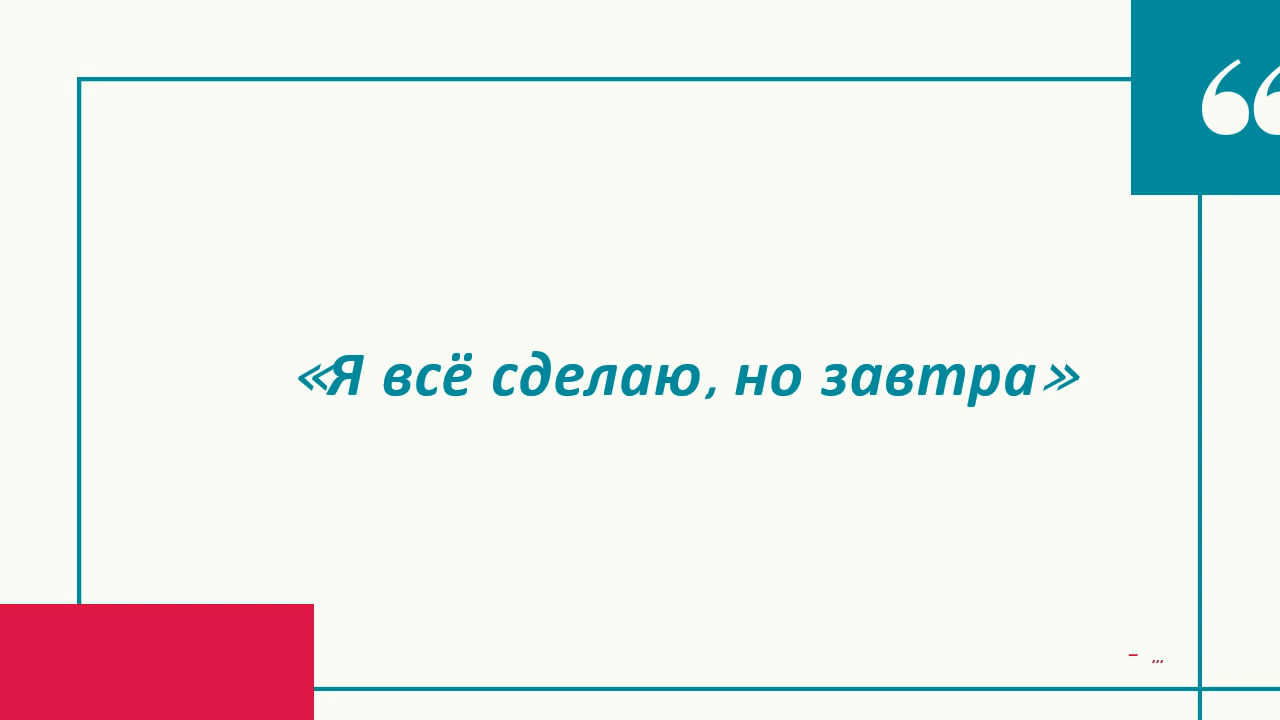 “
«Я всё сделаю, но завтра»
– ,,,